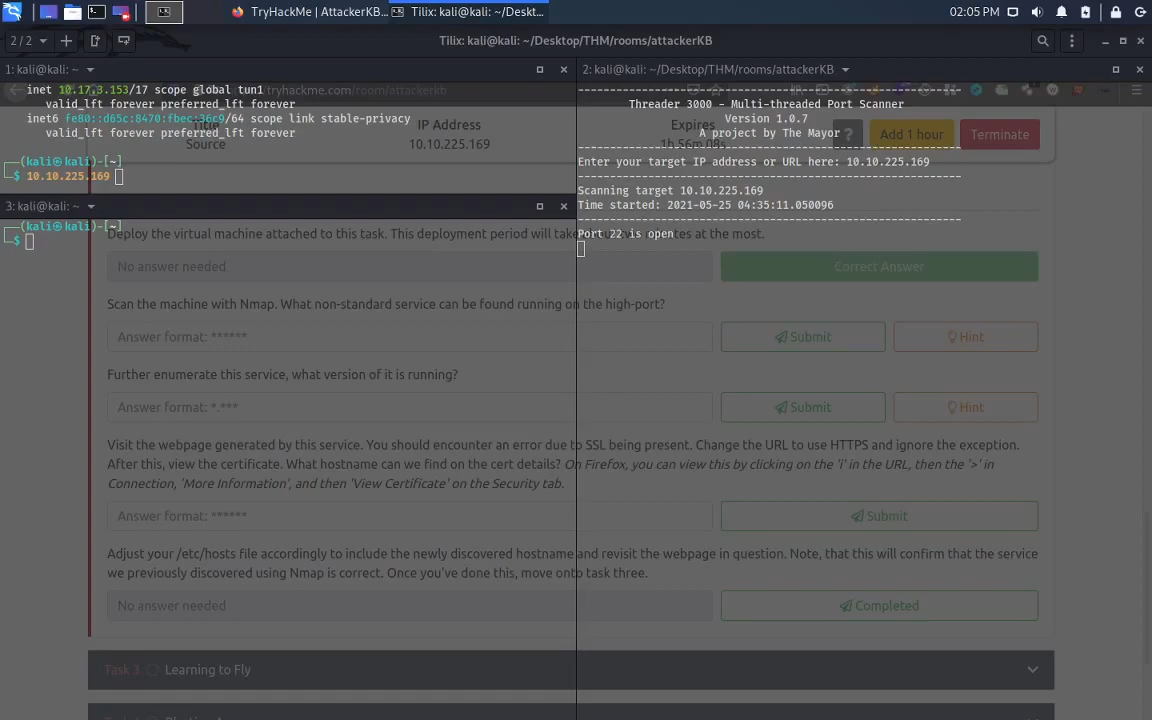 TryHackMe | AttackerKB...
Tilix: kali@kali: ~/Deskt...
02:05 PM
2 / 2
Tilix: kali@kali: ~/Desktop/THM/rooms/attackerKB
1: kali@kali: ~
inet 10.17.3.153/17 scope global tun1
valid_lft forever preferred_lft forever
inet6 fe80::d65c:8470:fbec:36c9/64 scope link stable-privacy
valid_lft forever preferred_lft forever
(kali㉿kali)-[~]
$ 10.10.225.169
3: kali@kali: ~
(kali㉿kali)-[~]
$
2: kali@kali: ~/Desktop/THM/rooms/attackerKB
------------------------------------------------------------
Threader 3000 - Multi-threaded Port Scanner
Version 1.0.7
A project by The Mayor
------------------------------------------------------------
Enter your target IP address or URL here: 10.10.225.169
------------------------------------------------------------
Scanning target 10.10.225.169
Time started: 2021-05-25 04:35:11.050096
------------------------------------------------------------
Port 22 is open
tryhackme.com/room/attackerkb
Title
Source
IP Address
10.10.225.169
Expires
1h 56m 08s
?
Add 1 hour
Terminate
Deploy the virtual machine attached to this task. This deployment period will take
minutes at the most.
No answer needed
Correct Answer
Scan the machine with Nmap. What non-standard service can be found running on the high-port?
Answer format: ******
Submit
Hint
Further enumerate this service, what version of it is running?
Answer format: *.***
Submit
Hint
Visit the webpage generated by this service. You should encounter an error due to SSL being present. Change the URL to use HTTPS and ignore the exception.
After this, view the certificate. What hostname can we find on the cert details? On Firefox, you can view this by clicking on the 'i' in the URL, then the '>' in
Connection, 'More Information', and then 'View Certificate' on the Security tab.
Answer format: ******
Submit
Adjust your /etc/hosts file accordingly to include the newly discovered hostname and revisit the webpage in question. Note, that this will confirm that the service
we previously discovered using Nmap is correct. Once you've done this, move onto task three.
No answer needed
Completed
Task 3
Learning to Fly